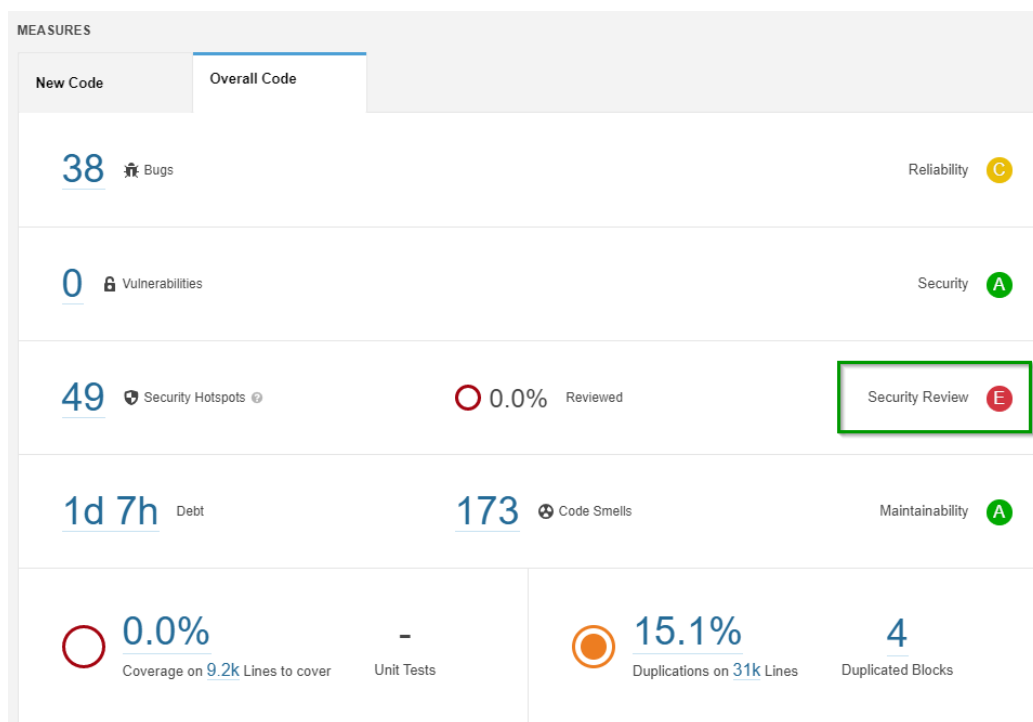 MEASURES
New Code
Overall Code
38 Bugs
Reliability C
0 Vulnerabilities
Security A
49 Security Hotspots ?
0.0% Reviewed
Security Review E
1d 7h Debt
173 Code Smells
Maintainability A
0.0%
Coverage on 9.2k Lines to cover
-
Unit Tests
15.1%
Duplications on 31k Lines
4
Duplicated Blocks